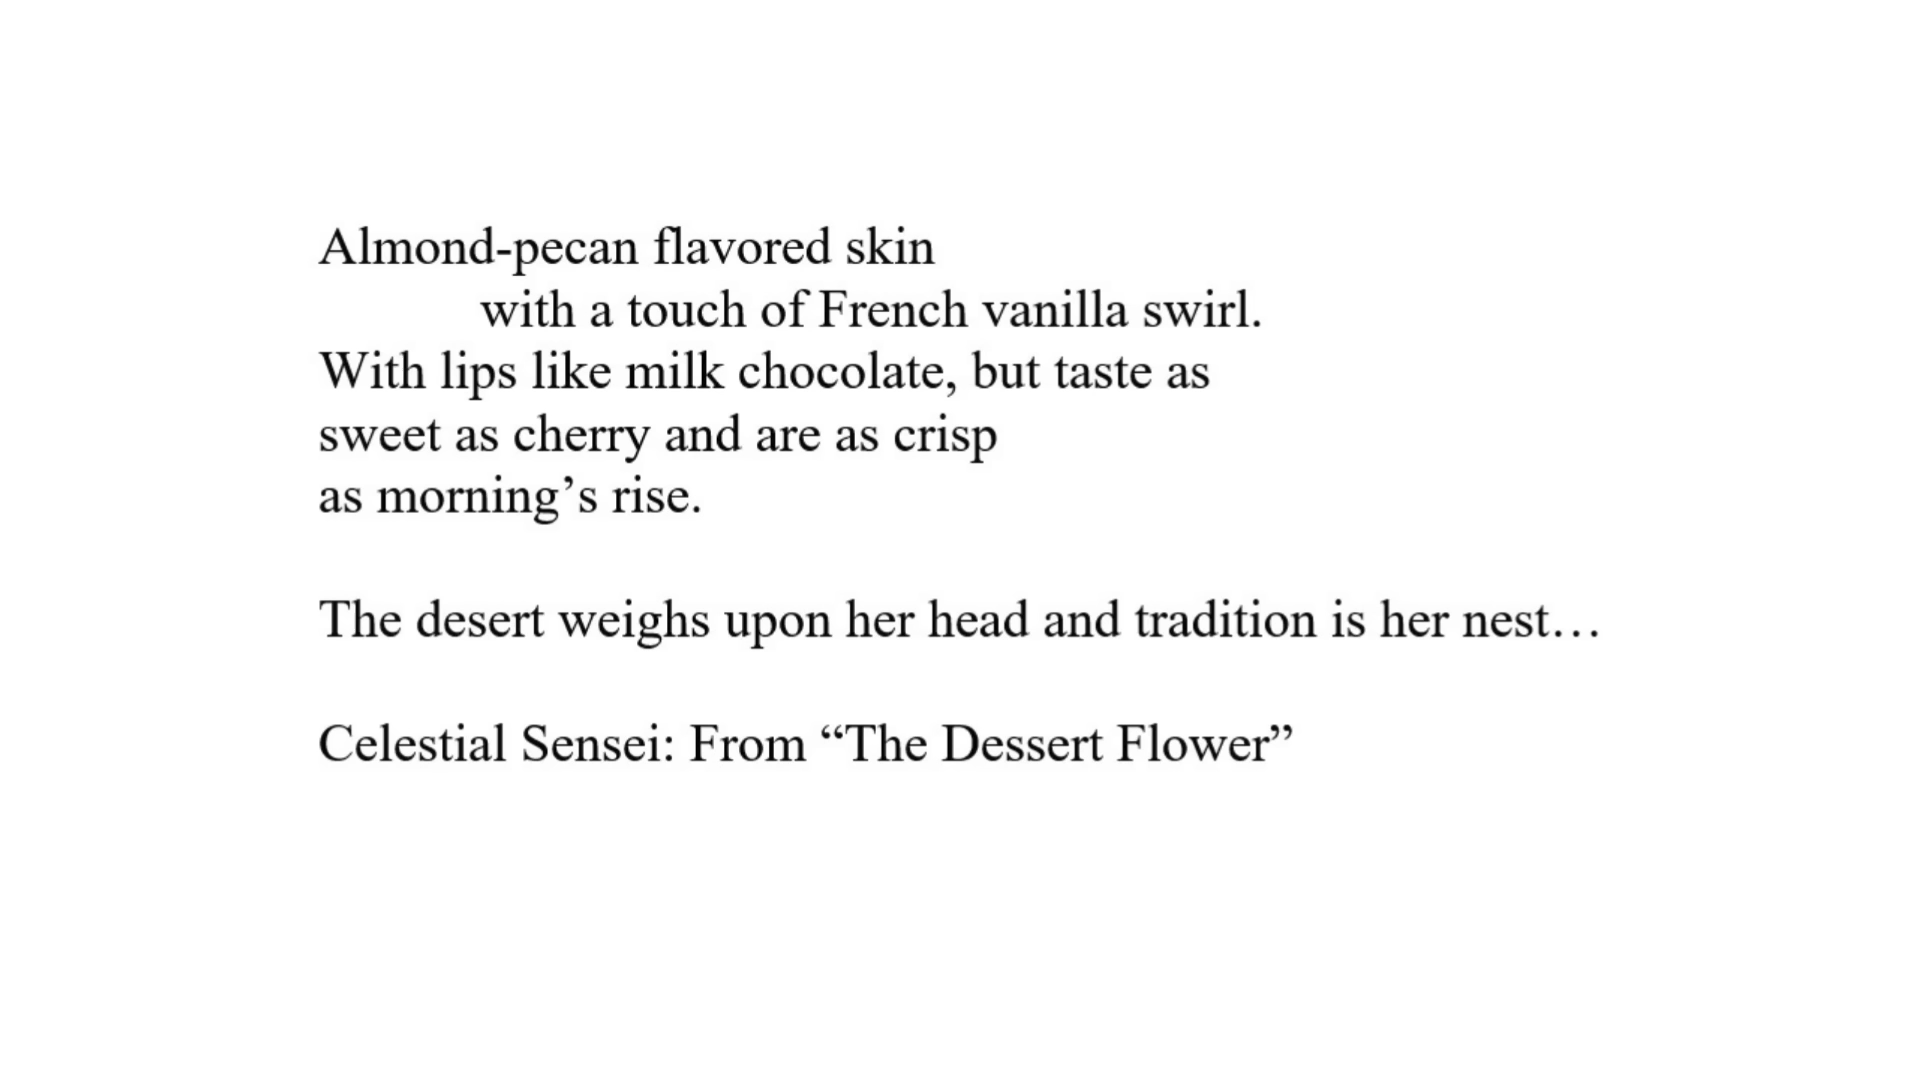 Almond-pecan flavored skin
with a touch of French vanilla swirl.
With lips like milk chocolate, but taste as
sweet as cherry and are as crisp
as morning’s rise.
The desert weighs upon her head and tradition is her nest…
Celestial Sensei: From “The Dessert Flower”